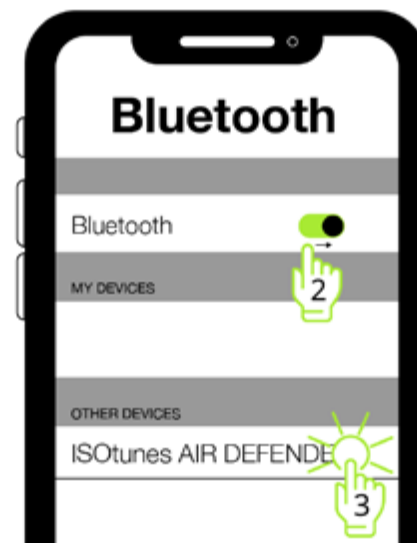 Bluetooth
Bluetooth
2
MY DEVICES
OTHER DEVICES
ISOtunes AIR DEFENDE
3